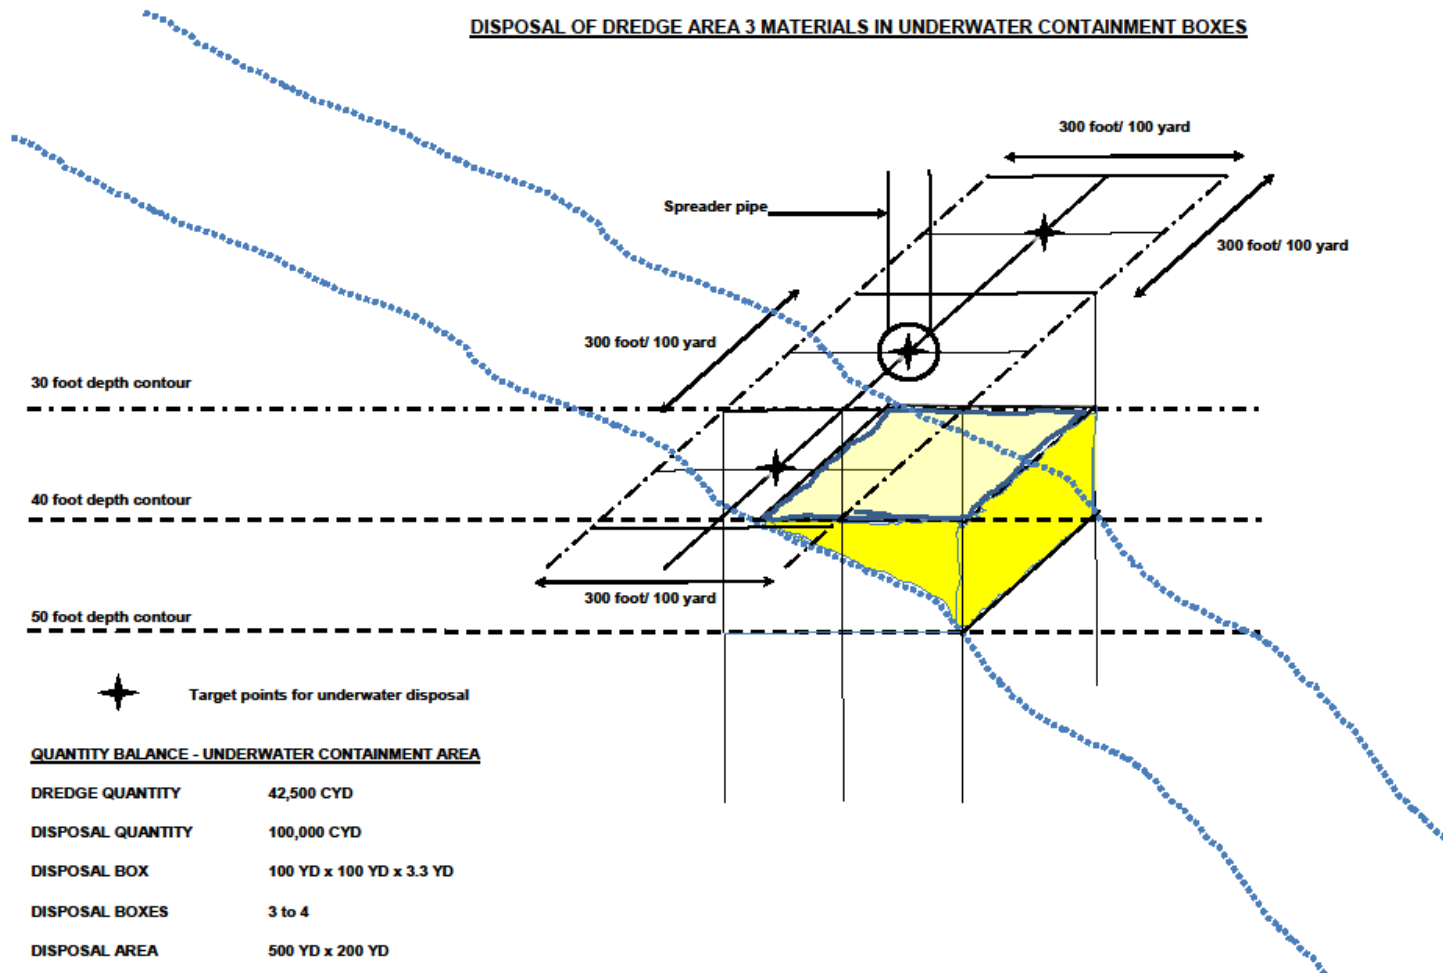 DISPOSAL OF DREDGE AREA 3 MATERIALS IN UNDERWATER CONTAINMENT BOXES
300 foot/ 100 yard
Spreader pipe
300 foot/ 100 yard
300 foot/ 100 yard
30 foot depth contour
40 foot depth contour
300 foot/ 100 yard
50 foot depth contour
Target points for underwater disposal
QUANTITY BALANCE - UNDERWATER CONTAINMENT AREA
DREDGE QUANTITY 42,500 CYD
DISPOSAL QUANTITY 100,000 CYD
DISPOSAL BOX 100 YD x 100 YD x 3.3 YD
DISPOSAL BOXES 3 to 4
DISPOSAL AREA 500 YD x 200 YD